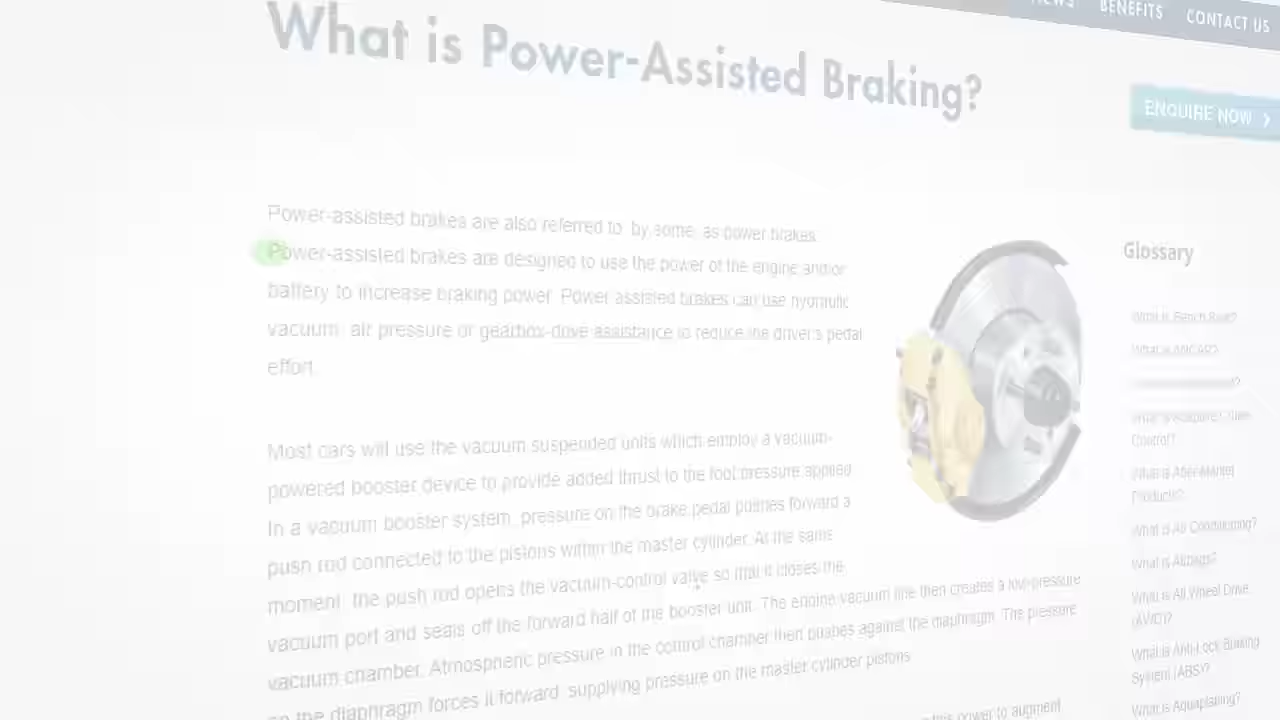 NEWS BENEFITS CONTACT US
What is Power-Assisted Braking?
ENQUIRE NOW
Power-assisted brakes are also referred to, by some, as power brakes.
Power-assisted brakes are designed to use the power of the engine and/or
battery to increase braking power. Power assisted brakes can use hydraulic
vacuum, air pressure or gearbox-drive assistance to reduce the driver's pedal
effort.
Most cars will use the vacuum suspended units which employ a vacuum-
powered booster device to provide added thrust to the foot pressure applied.
In a vacuum booster system, pressure on the brake pedal pushes forward a
push rod connected to the pistons within the master cylinder. At the same
moment, the push rod opens the vacuum-control valve so that it closes the
vacuum port and seals off the forward half of the booster unit. The engine vacuum line then creates a low-pressure
vacuum chamber. Atmospheric pressure in the control chamber then pushes against the diaphragm. The pressure
on the diaphragm forces it forward, supplying pressure on the master cylinder pistons.
this power to augment
Glossary
What is Bench Seat?
What is ANCAP?
What is
Control?
What is After Market
Products?
What is Air Conditioning?
What is Airbags?
What is All Wheel Drive
(AWD)?
What is Anti-Lock Braking
System (ABS)?
What is Aquaplaning?